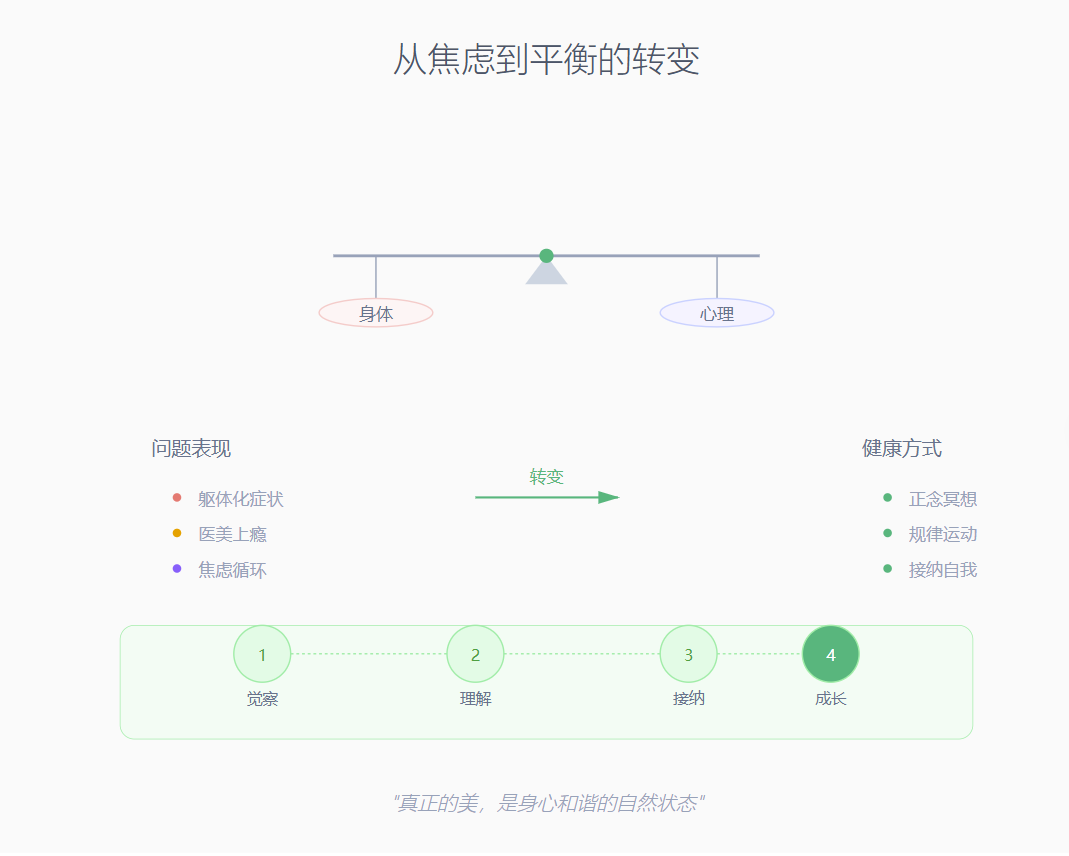 从焦虑到平衡的转变
身体
心理
问题表现
躯体化症状
医美上瘾
焦虑循环
转变
健康方式
正念冥想
规律运动
接纳自我
1
2
3
4
觉察
理解
接纳
成长
"真正的美，是身心和谐的自然状态"